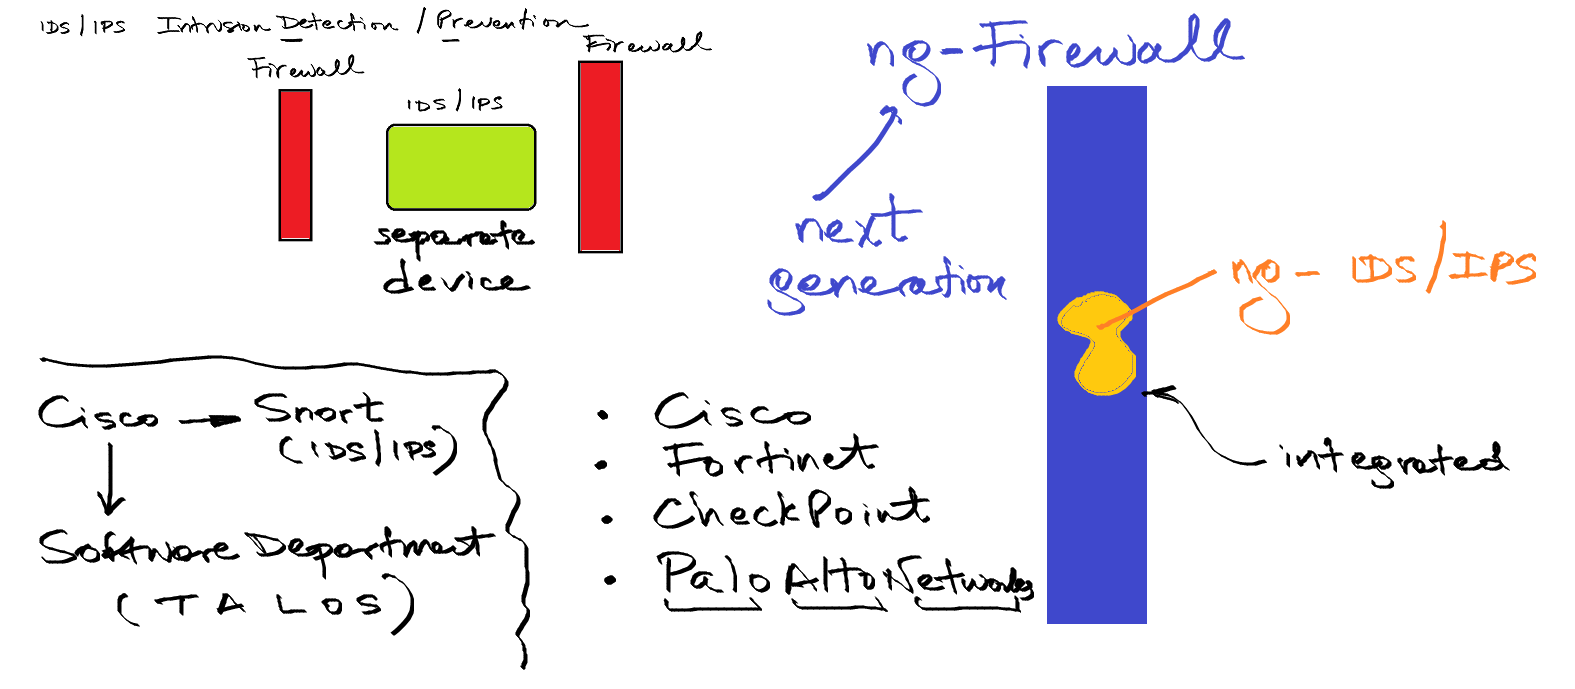 IDS/IPS Intrusion Detection / Prevention
Firewall
Firewall
IDS/IPS
separate
device
ng-Firewall
next
generation
ng- IDS/IPS
integrated
Cisco → Snort
(IDS/IPS)
Software Department
(TALOS)
• Cisco
• Fortinet
• CheckPoint
• Palo Alto Networks